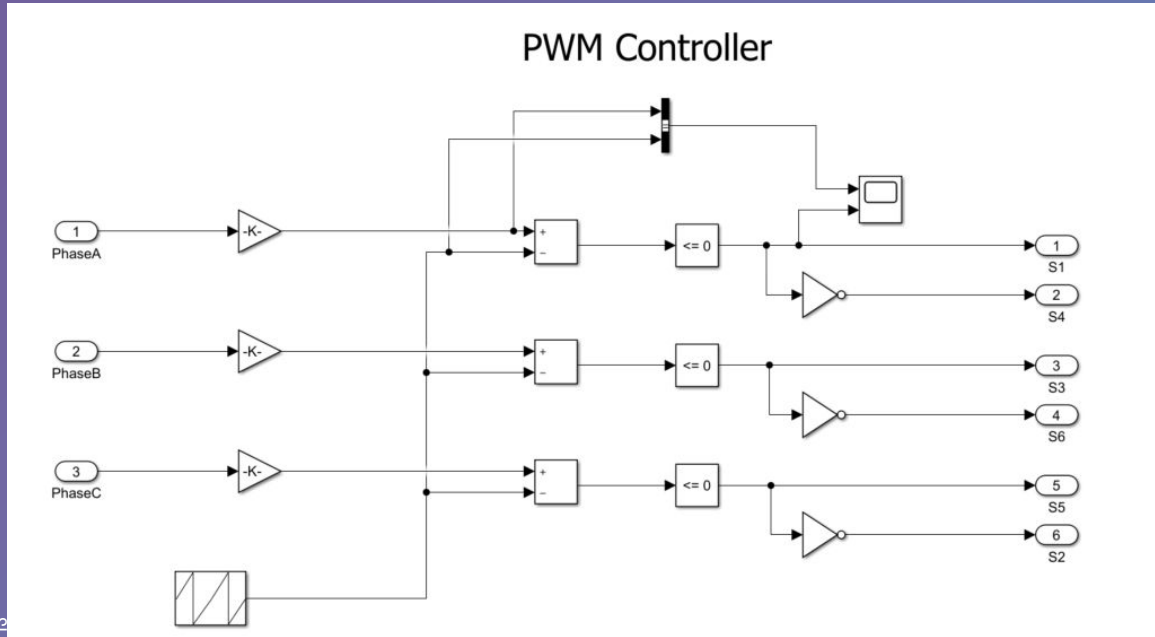 PWM Controller
1
PhaseA
-K-
+
−
<= 0
1
S1
2
S4
2
PhaseB
-K-
+
−
<= 0
3
S3
4
S6
3
PhaseC
-K-
+
−
<= 0
5
S5
6
S2